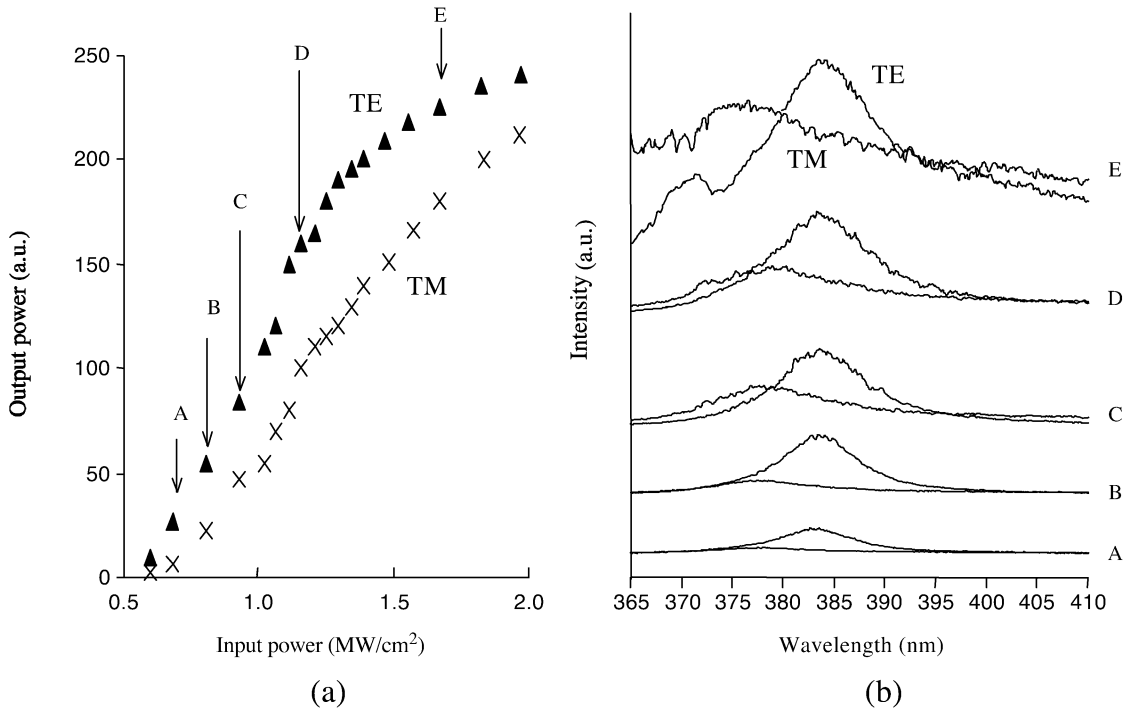 E
250
D
TE
TE
200
TM
E
C
150
B
TM
D
Output power (a.u.)
Intensity (a.u.)
100
A
C
50
B
A
0
0.5 1.0 1.5 2.0
365 370 375 380 385 390 395 400 405 410
Input power (MW/cm²)
Wavelength (nm)
(a)
(b)